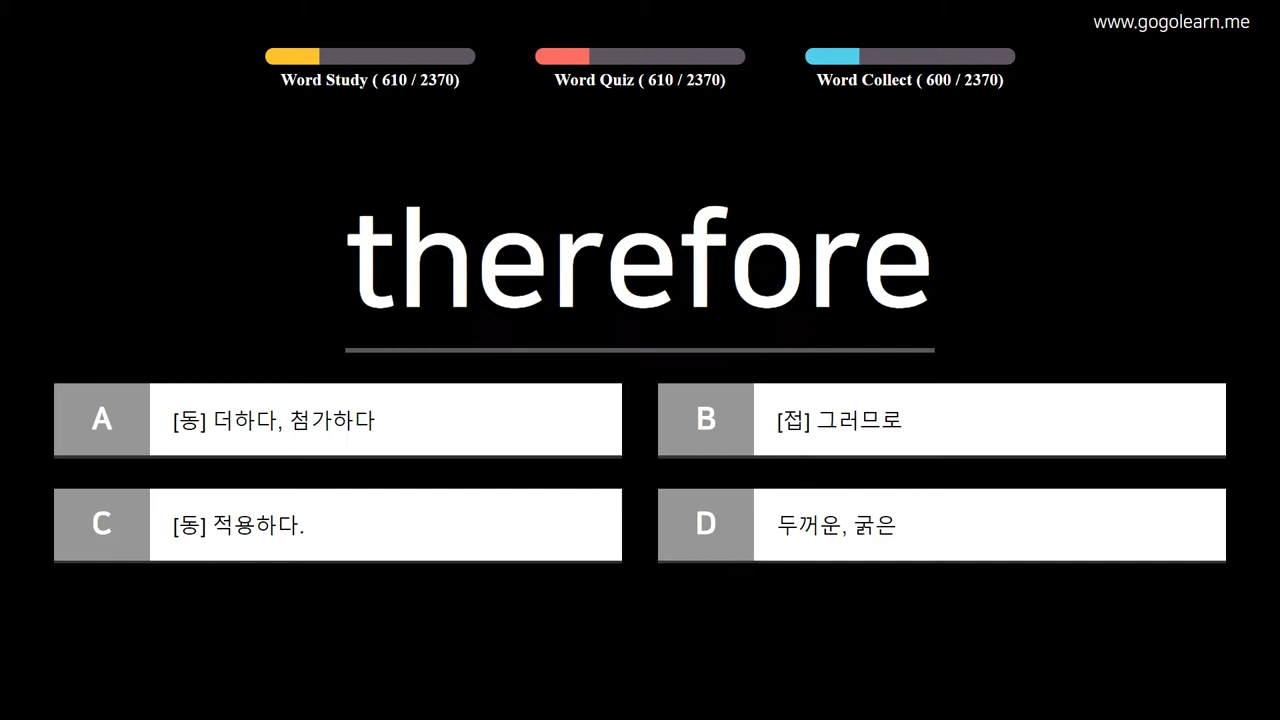 www.gogolearn.me
Word Study ( 610 / 2370)
Word Quiz ( 610 / 2370)
Word Collect ( 600 / 2370)
therefore
A [동] 더하다, 첨가하다
B [접] 그러므로
C [동] 적용하다.
D 두꺼운, 굵은